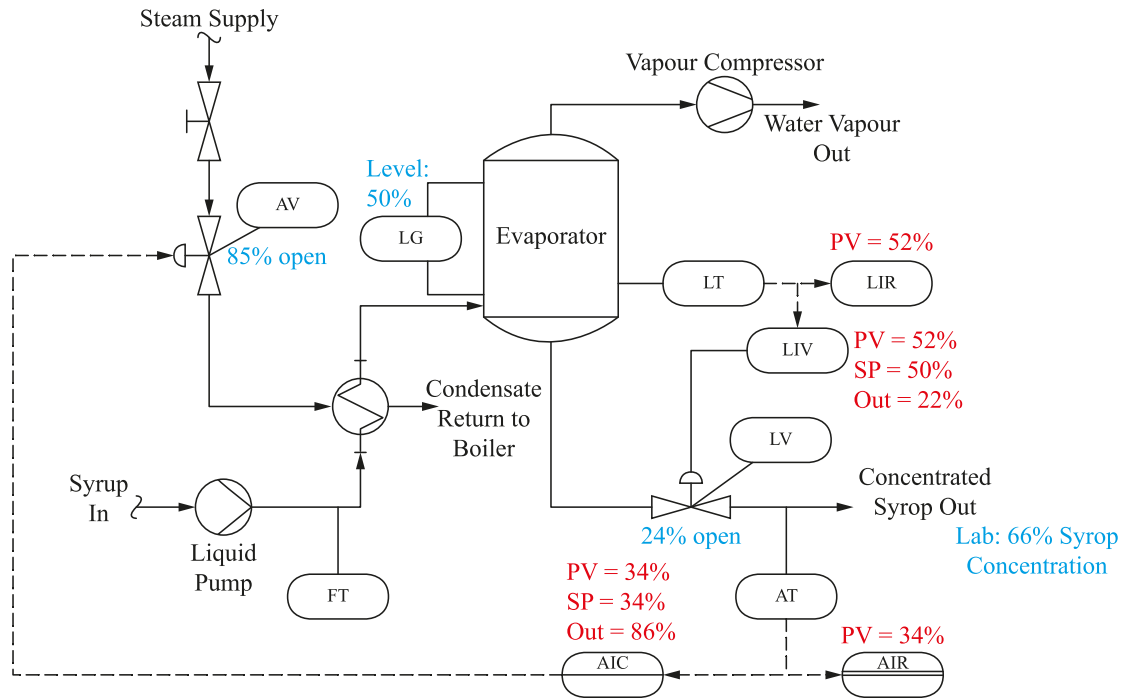 Steam Supply
Vapour Compressor
Water Vapour
Out
Level:
50%
AV
LG
Evaporator
85% open
PV = 52%
LT
LIR
LIV
PV = 52%
SP = 50%
Out = 22%
Condensate
Return to
Boiler
LV
Syrup
In
Concentrated
Syrop Out
24% open
Lab: 66% Syrop
Concentration
Liquid
Pump
FT
PV = 34%
SP = 34%
Out = 86%
AT
PV = 34%
AIC
AIR